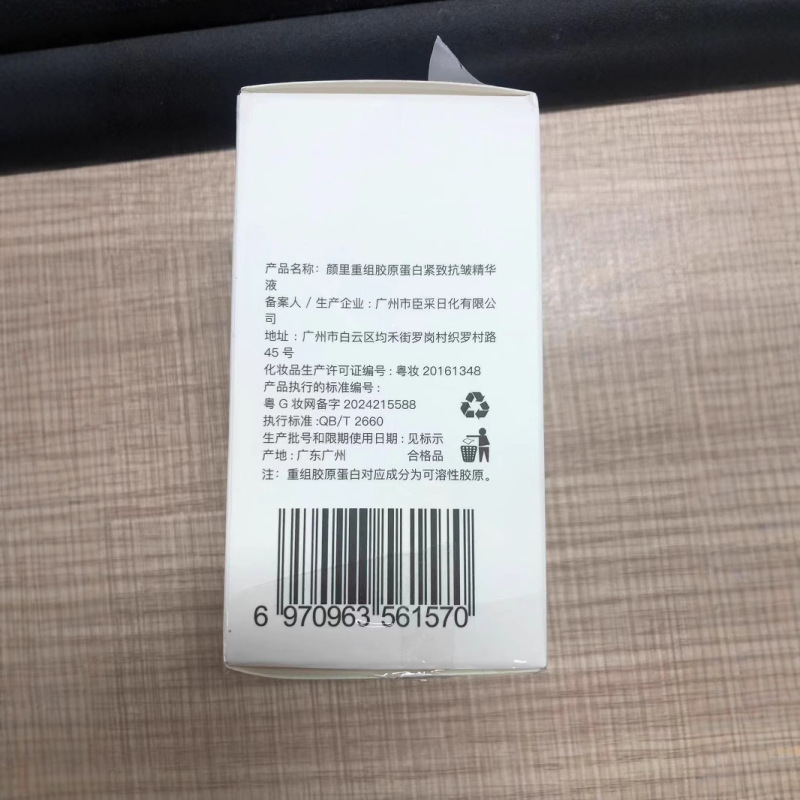 产品名称：颜里重组胶原蛋白紧致抗皱精华
液
备案人 / 生产企业：广州市臣采日化有限公
司
地址：广州市白云区均禾街罗岗村织罗村路
45 号
化妆品生产许可证编号：粤妆 20161348
产品执行的标准编号：
粤 G 妆网备字 2024215588
执行标准：QB/T 2660
生产批号和限期使用日期：见标示
产地：广东广州 合格品
注：重组胶原蛋白对应成分为可溶性胶原。
6 970963 561570